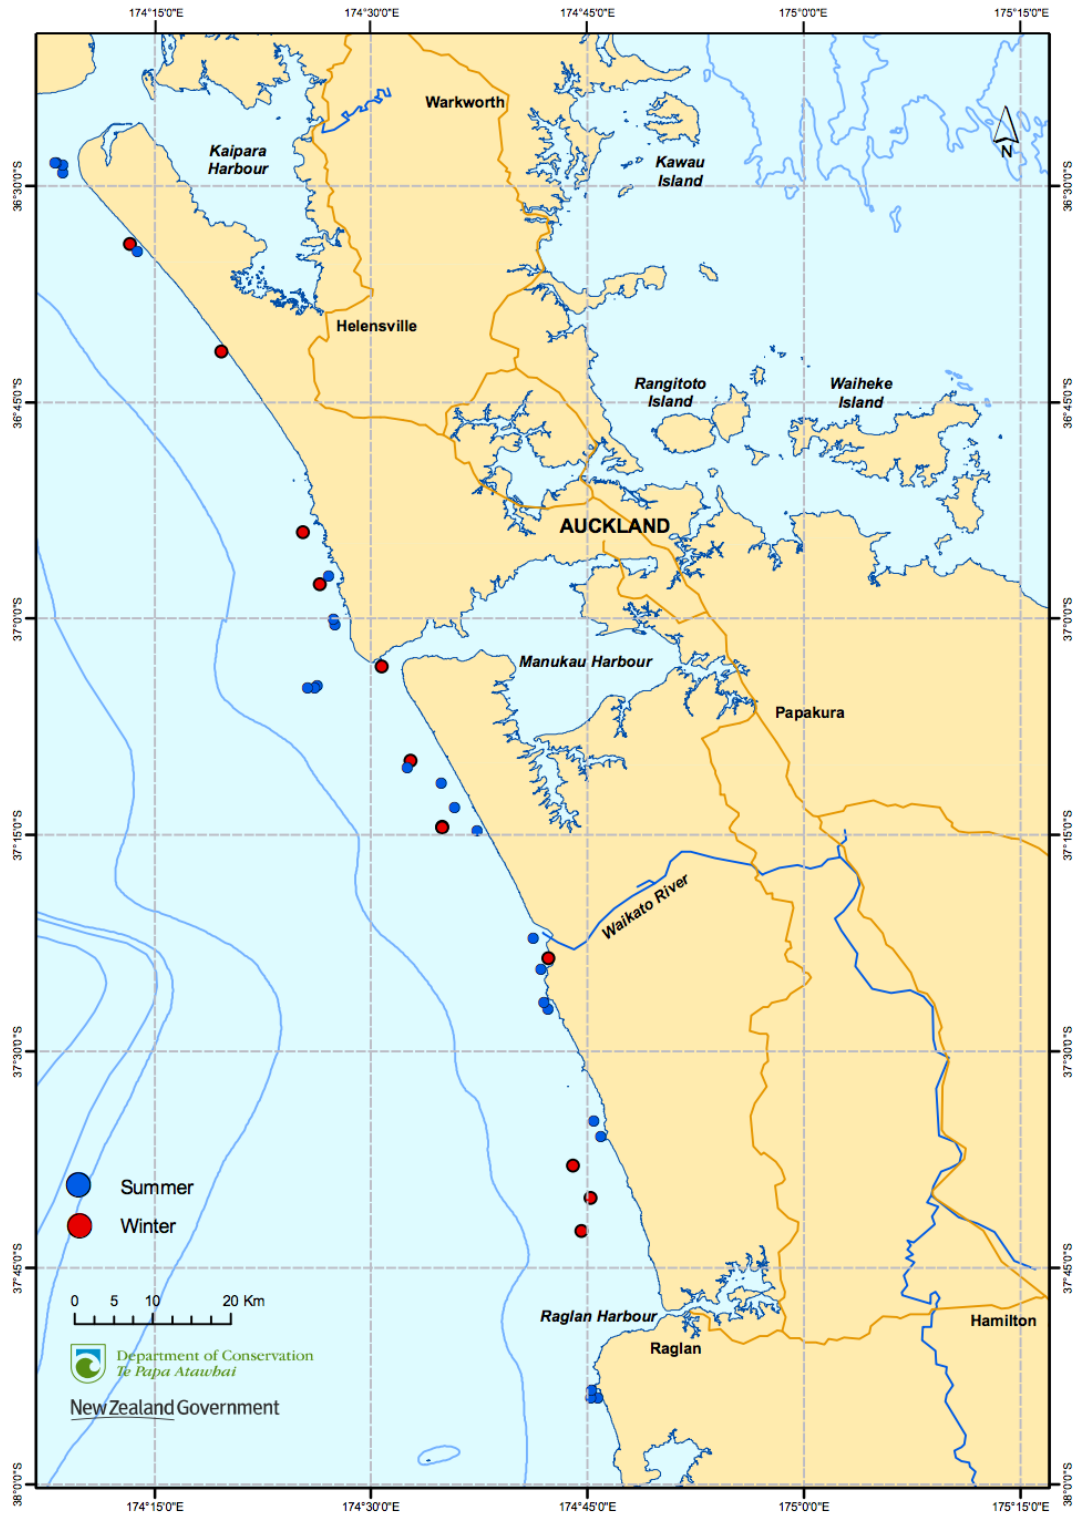 174°15'0"E
174°30'0"E
174°45'0"E
175°0'0"E
175°15'0"E
Warkworth
Kaipara
Harbour
Kawau
Island
N
36°30'0"S
36°30'0"S
Helensville
Rangitoto
Island
Waiheke
Island
36°45'0"S
36°45'0"S
AUCKLAND
37°0'0"S
37°0'0"S
Manukau Harbour
Papakura
37°15'0"S
37°15'0"S
Waikato River
37°30'0"S
37°30'0"S
Summer
Winter
37°45'0"S
37°45'0"S
0 5 10 20 Km
Raglan Harbour
Hamilton
Raglan
Department of Conservation
Te Papa Atawhai
New Zealand Government
38°0'0"S
38°0'0"S
174°15'0"E
174°30'0"E
174°45'0"E
175°0'0"E
175°15'0"E